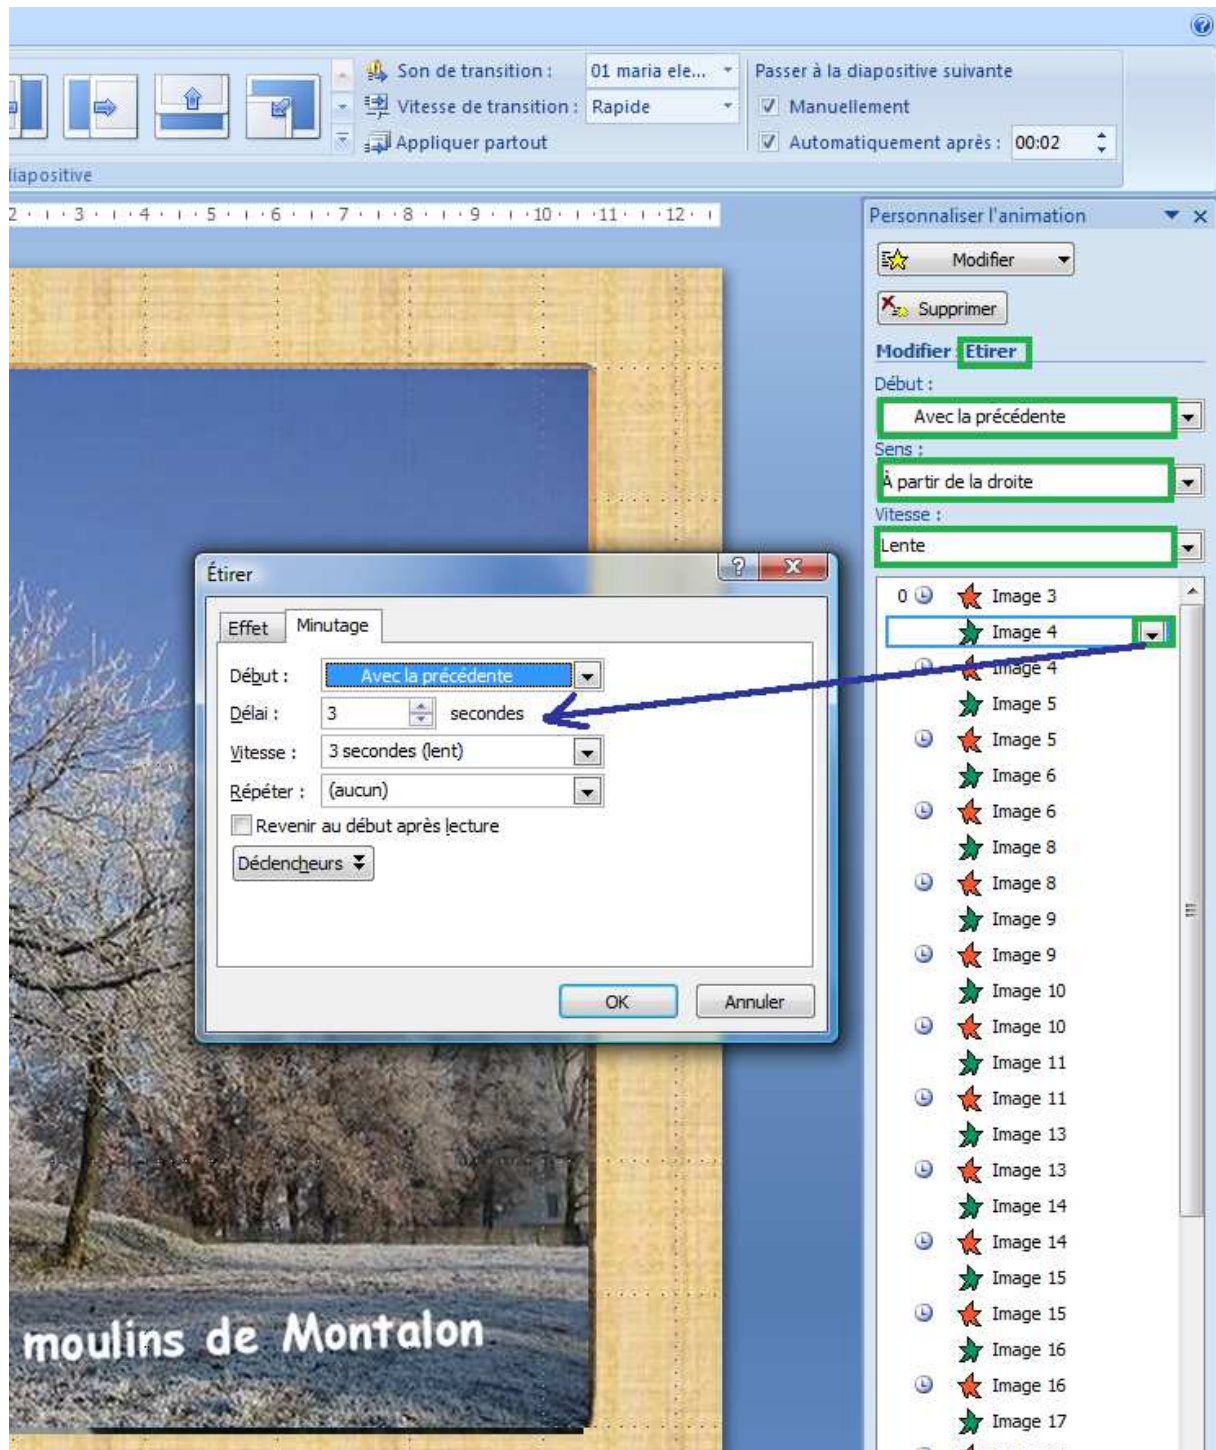 Son de transition : 01 maria ele... Passer à la diapositive suivante
Vitesse de transition : Rapide Manuellement
Appliquer partout Automatiquement après : 00:02
iapositive
2 3 4 5 6 7 8 9 10 11 12
Personnaliser l'animation
Modifier
Supprimer
Modifier : Etirer
Début :
Avec la précédente
Sens :
À partir de la droite
Vitesse :
Lente
Étirer
Effet Minutage
Début : Avec la précédente
Délai : 3 secondes
Vitesse : 3 secondes (lent)
Répéter : (aucun)
Revenir au début après lecture
Déclencheurs
OK Annuler
0 Image 3
Image 4
Image 4
Image 5
Image 5
Image 6
Image 6
Image 8
Image 8
Image 9
Image 9
Image 10
Image 10
Image 11
Image 11
Image 13
Image 13
Image 14
Image 14
Image 15
Image 15
Image 16
Image 16
Image 17
moulins de Montalon